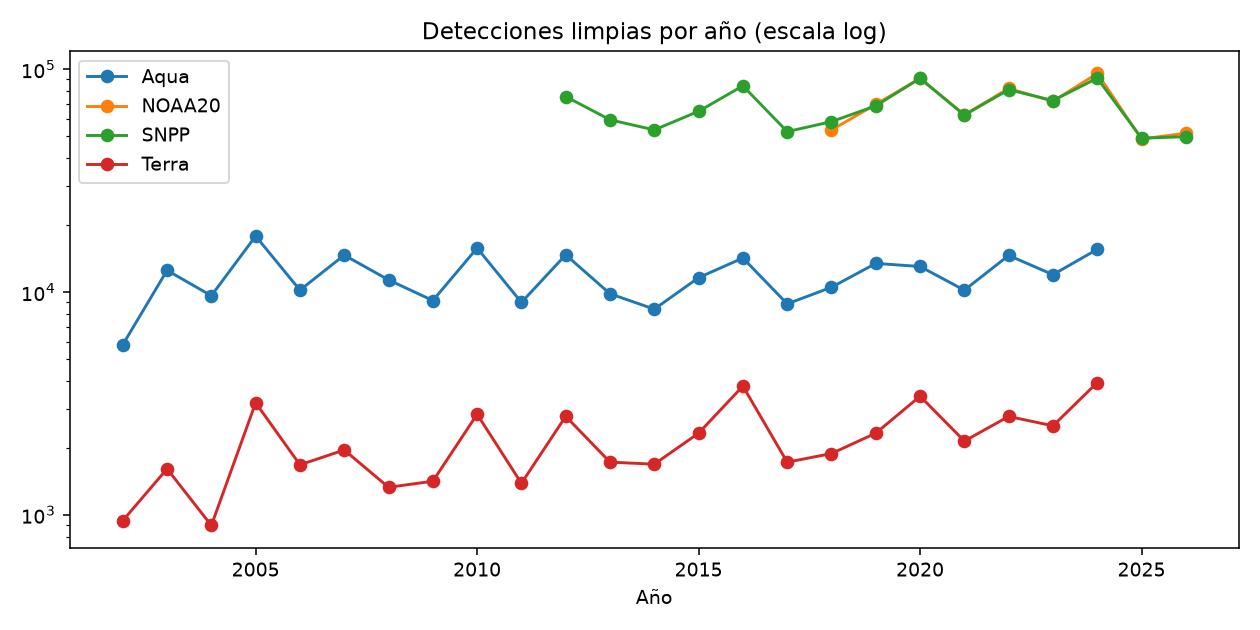 Detecciones limpias por año (escala log)
10^5
10^4
10^3
Aqua
NOAA20
SNPP
Terra
2005 2010 2015 2020 2025
Año